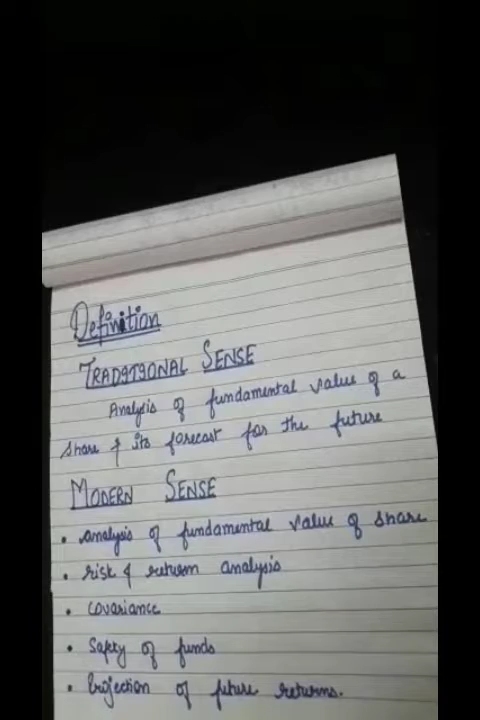 Definition
TRADITIONAL SENSE
Analysis of fundamental value of a
share & its forecast for the future
MODERN SENSE
• analysis of fundamental value of share
• risk & return analysis
• covariance
• Safety of funds
• Projection of future returns.